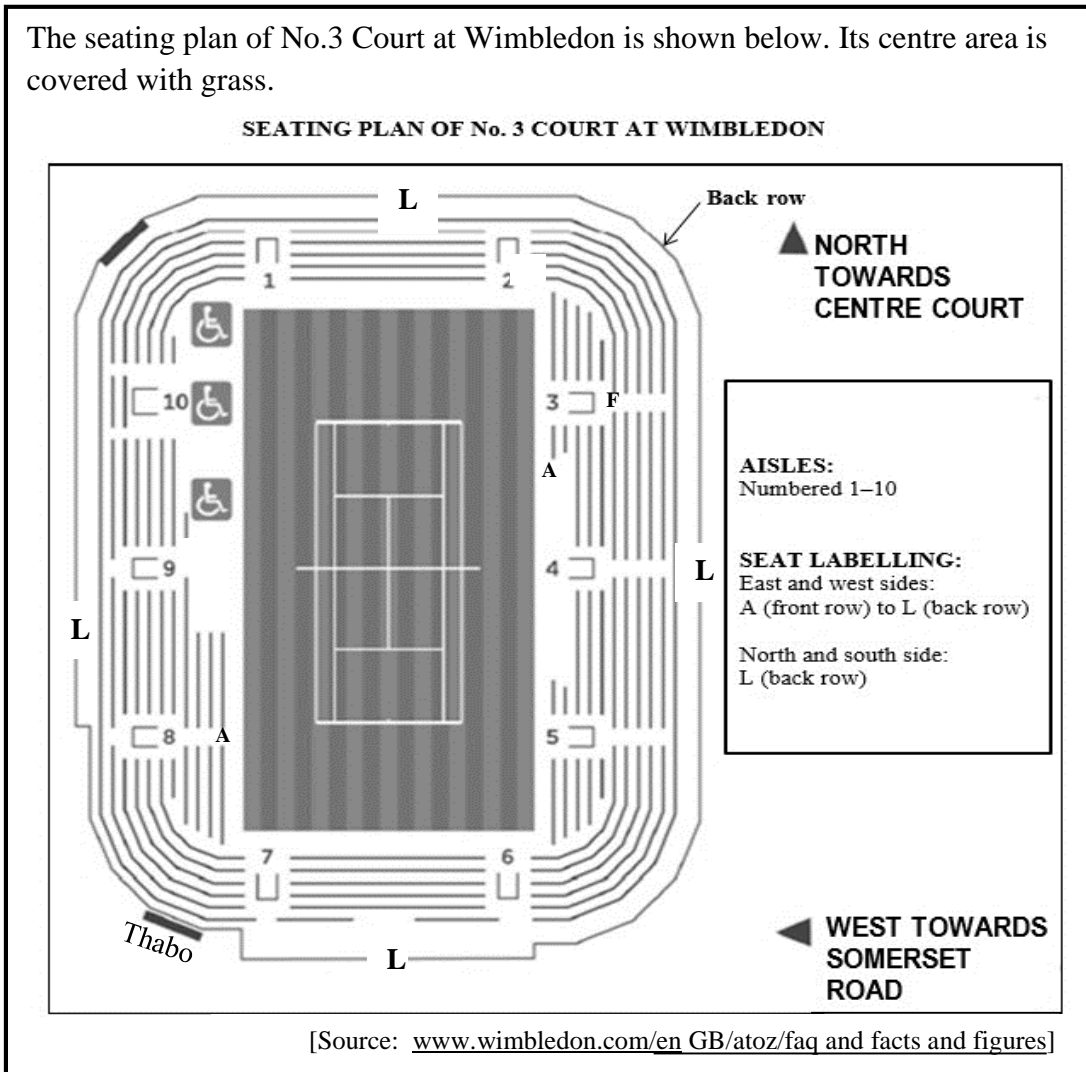 The seating plan of No.3 Court at Wimbledon is shown below. Its centre area is
covered with grass.
SEATING PLAN OF No. 3 COURT AT WIMBLEDON
L
Back row
NORTH
TOWARDS
CENTRE COURT
1
2
10
3
F
A
9
4
L
L
8
A
5
7
6
Thabo
L
AISLES:
Numbered 1–10
SEAT LABELLING:
East and west sides:
A (front row) to L (back row)
North and south side:
L (back row)
WEST TOWARDS
SOMERSET
ROAD
[Source: www.wimbledon.com/en GB/atoz/faq and facts and figures]